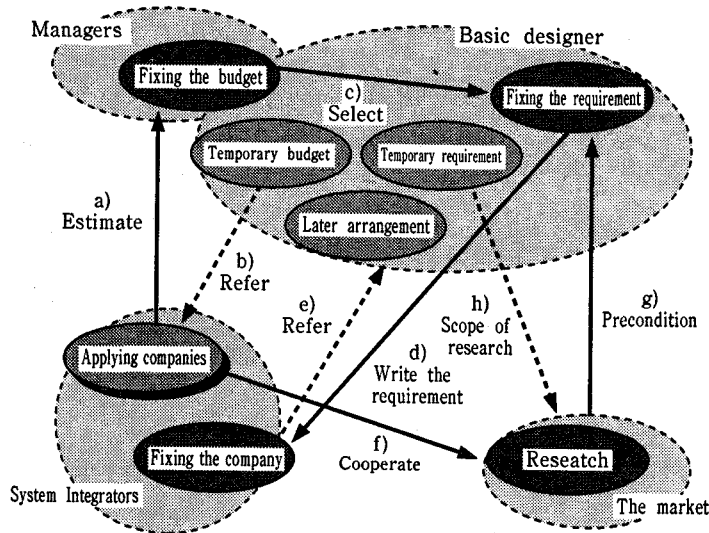 Managers
Basic designer
Fixing the budget
c)
Select
Fixing the requirement
Temporary budget
Temporary requirement
a)
Estimate
Later arrangement
b)
Refer
e)
Refer
h)
Scope of
research
g)
Precondition
Applying companies
d)
Write the
requirement
f)
Cooperate
Fixing the company
Reseatch
System Integrators
The market